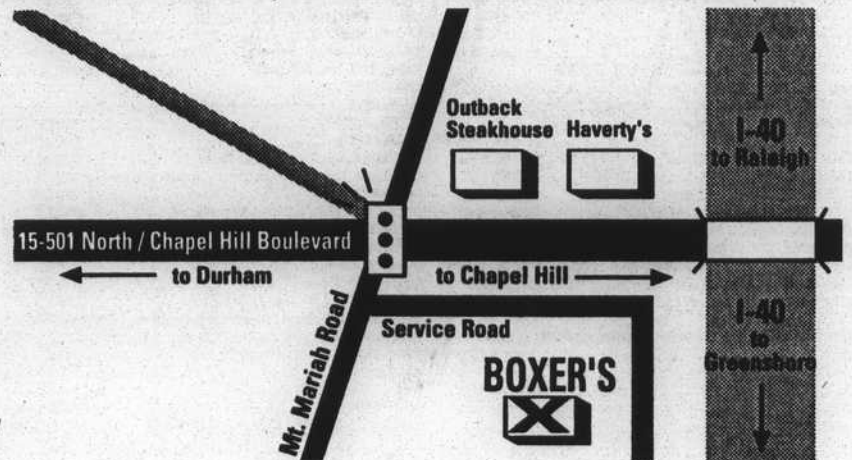 Outback
Steakhouse
Haverty's
I-40
to Raleigh
15-501 North / Chapel Hill Boulevard
to Durham
to Chapel Hill
Mt. Mariah Road
Service Road
I-40
to
Greensboro
BOXER'S
X